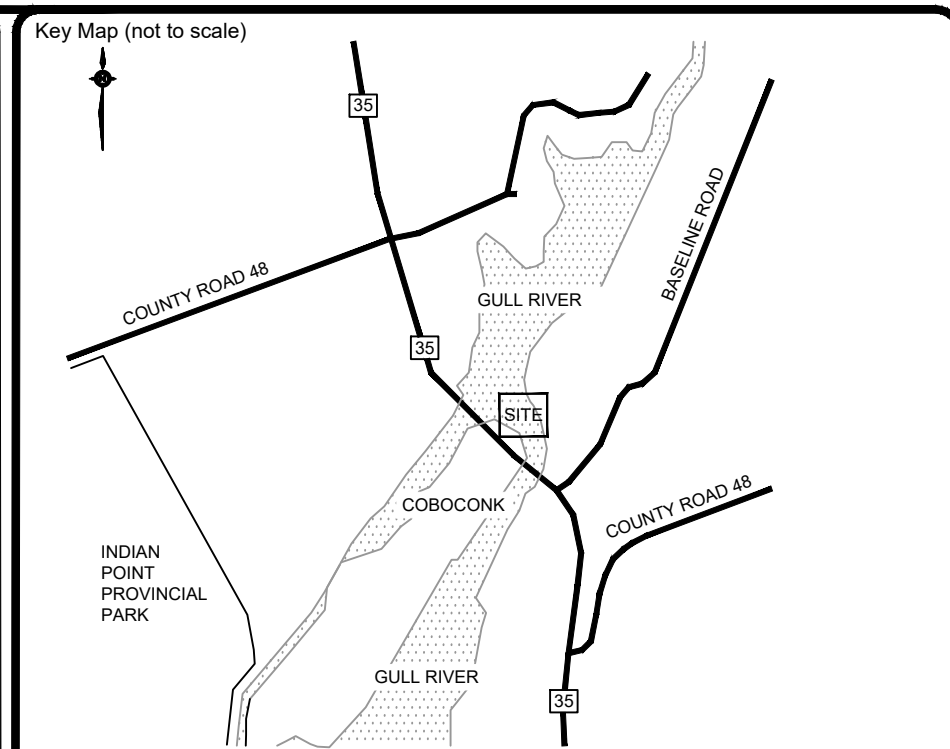 Key Map (not to scale)
35
COUNTY ROAD 48
BASELINE ROAD
GULL RIVER
35
SITE
COBOCONK
COUNTY ROAD 48
INDIAN
POINT
PROVINCIAL
PARK
GULL RIVER
35